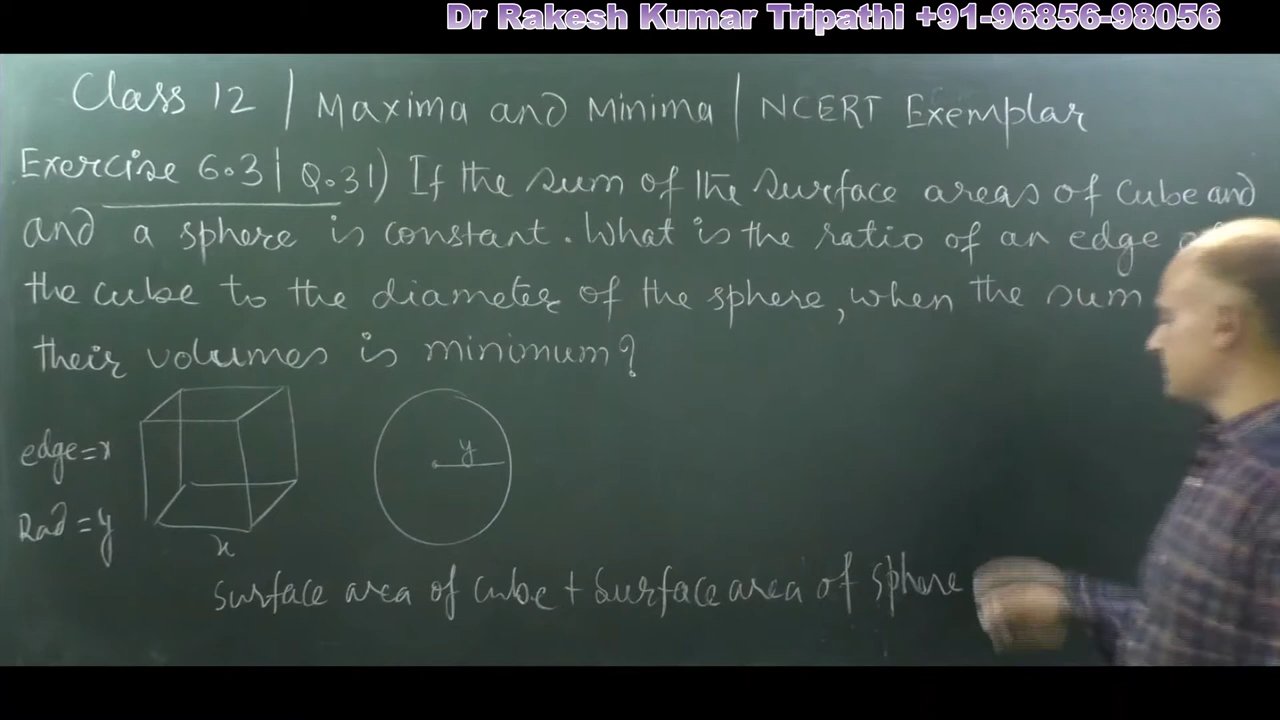 Dr Rakesh Kumar Tripathi +91-96856-98056
Class 12 | Maxima and Minima | NCERT Exemplar
Exercise 6.3 | Q.31) If the sum of the surface areas of cube and
and a sphere is constant. What is the ratio of an edge
the cube to the diameter of the sphere, when the sum
their volumes is minimum?
y
edge = x
Rad = y
x
surface area of cube + surface area of sphere